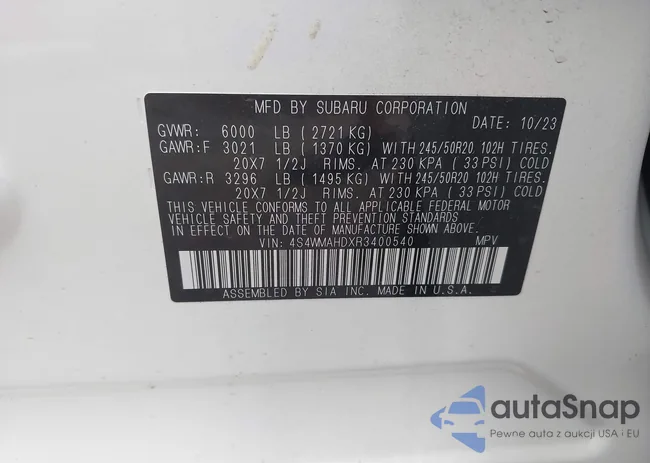 MFD BY SUBARU CORPORATION
DATE: 10/23
GVWR: 6000 LB ( 2721 KG)
GAWR:F 3021 LB ( 1370 KG) WITH 245/50R20 102H TIRES.
20X7 1/2J RIMS. AT 230 KPA ( 33 PSI) COLD
GAWR:R 3296 LB ( 1495 KG) WITH 245/50R20 102H TIRES.
20X7 1/2J RIMS. AT 230 KPA ( 33 PSI) COLD
THIS VEHICLE CONFORMS TO ALL APPLICABLE FEDERAL MOTOR
VEHICLE SAFETY AND THEFT PREVENTION STANDARDS
IN EFFECT ON THE DATE OF MANUFACTURE SHOWN ABOVE.
VIN: 4S4WMAHDXR3400540 MPV
ASSEMBLED BY SIA INC. MADE IN U.S.A.
autaSnap
Pewne auta z aukcji USA i EU